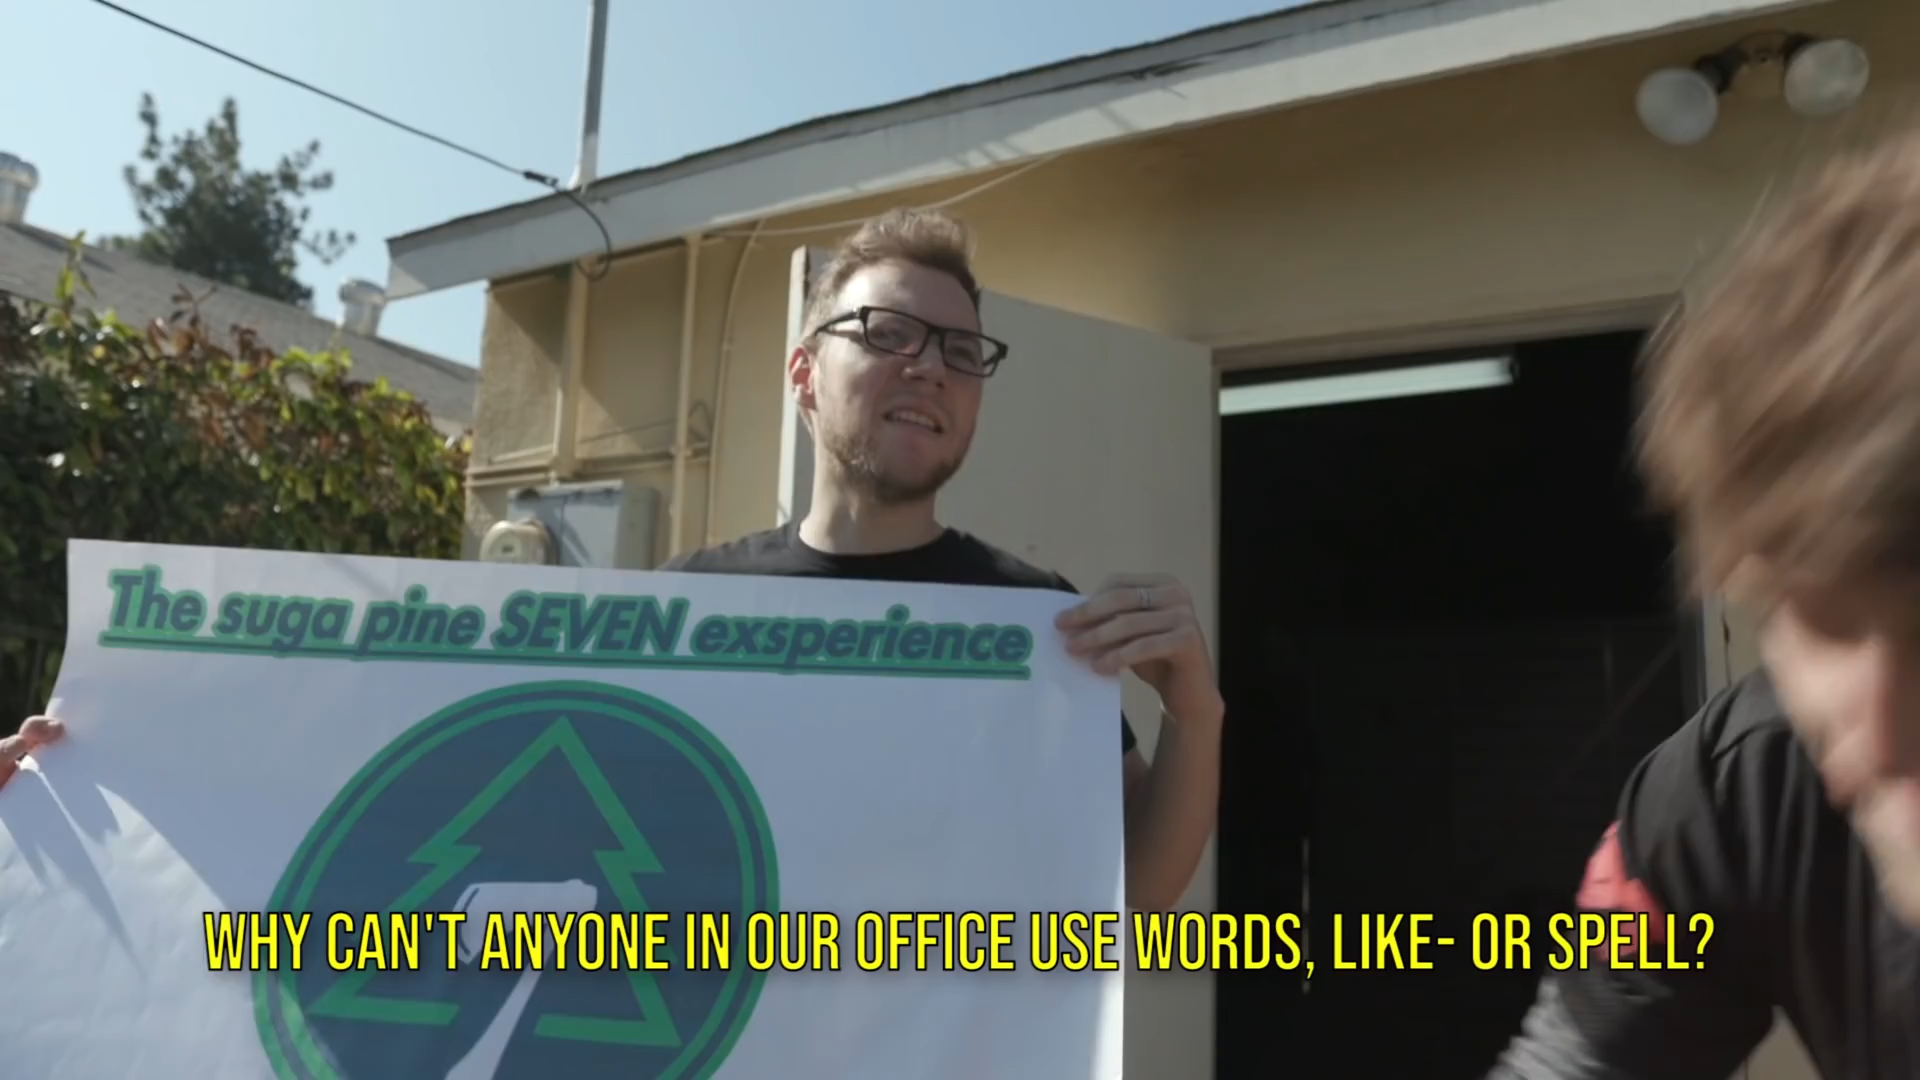 The suga pine SEVEN exsperience
WHY CAN'T ANYONE IN OUR OFFICE USE WORDS, LIKE- OR SPELL?